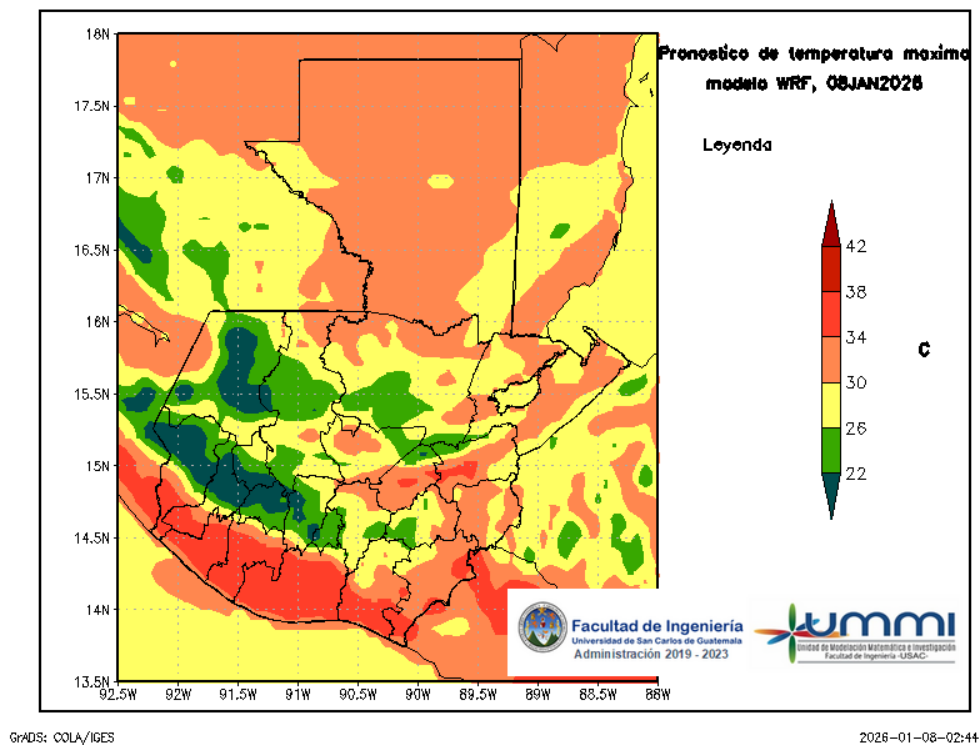 Pronostico de temperatura maxima
modelo WRF, 08JAN2026
Leyenda
42
38
34
30
26
22
C
18N
17.5N
17N
16.5N
16N
15.5N
15N
14.5N
14N
13.5N
92.5W 92W 91.5W 91W 90.5W 90W 89.5W 89W 88.5W 88W
Facultad de Ingeniería
Universidad de San Carlos de Guatemala
Administración 2019 - 2023
ummi
Unidad de Modelación Matemática e Investigación
Facultad de Ingeniería -USAC-
GrADS: COLA/IGES
2026-01-08-02:44